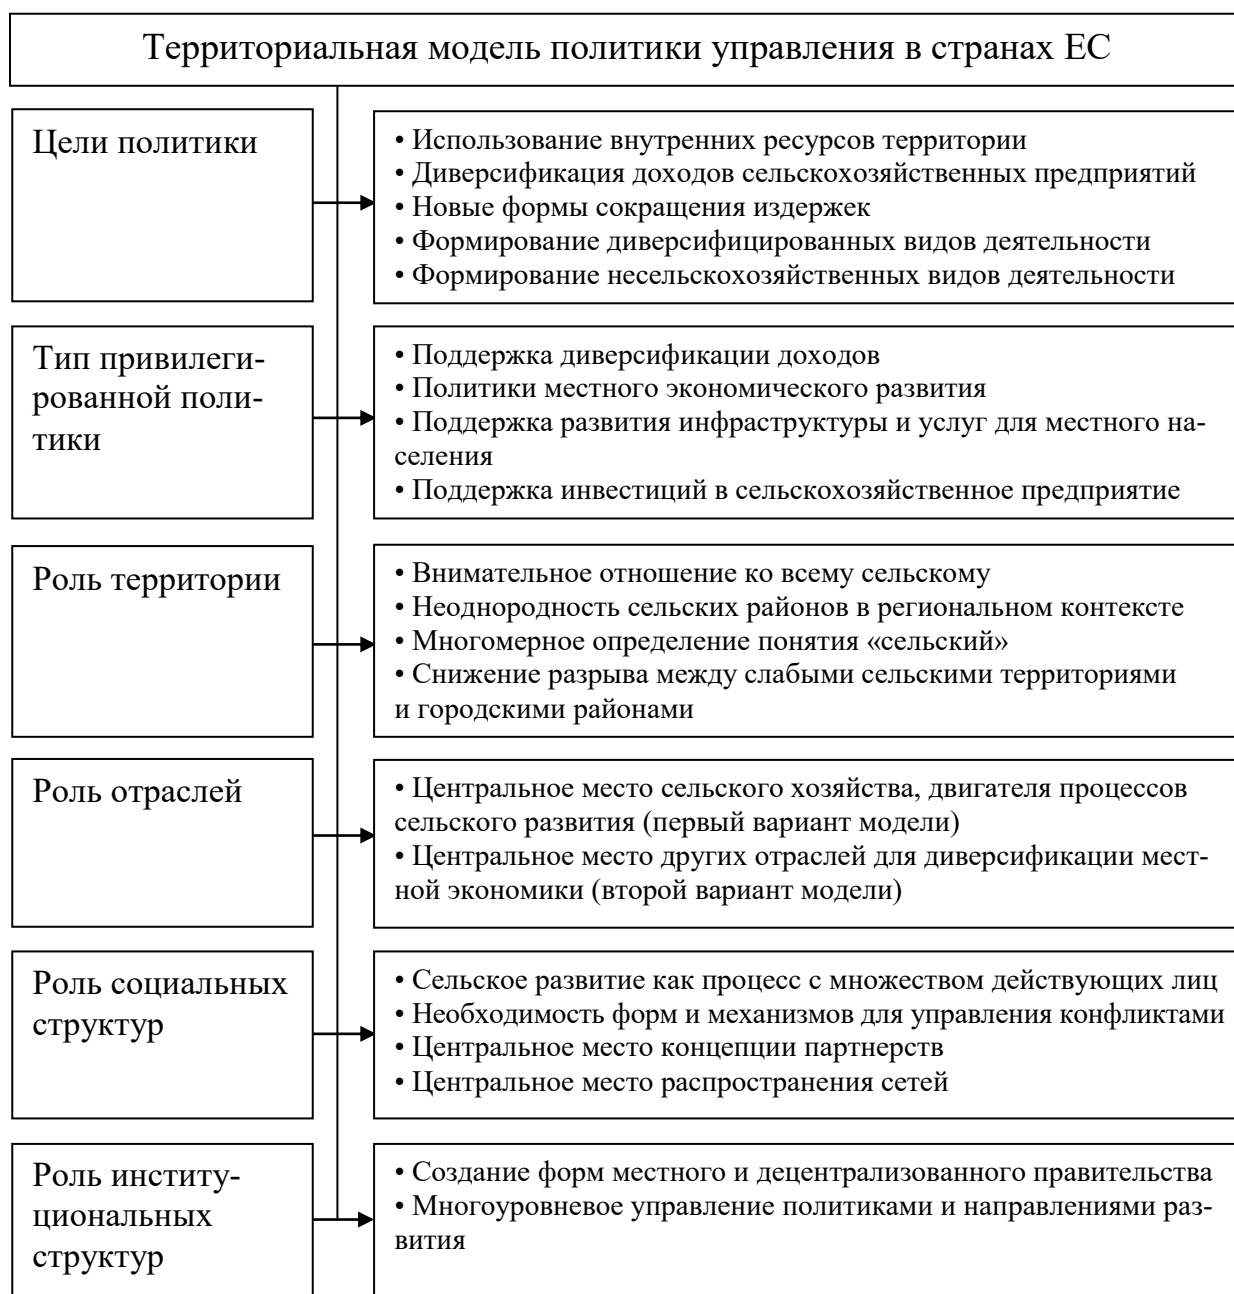 Территориальная модель политики управления в странах ЕС
Цели политики
• Использование внутренних ресурсов территории
• Диверсификация доходов сельскохозяйственных предприятий
• Новые формы сокращения издержек
• Формирование диверсифицированных видов деятельности
• Формирование несельскохозяйственных видов деятельности
Тип привилеги-
рованной поли-
тики
• Поддержка диверсификации доходов
• Политики местного экономического развития
• Поддержка развития инфраструктуры и услуг для местного на-
селения
• Поддержка инвестиций в сельскохозяйственное предприятие
Роль территории
• Внимательное отношение ко всему сельскому
• Неоднородность сельских районов в региональном контексте
• Многомерное определение понятия «сельский»
• Снижение разрыва между слабыми сельскими территориями
и городскими районами
Роль отраслей
• Центральное место сельского хозяйства, двигателя процессов
сельского развития (первый вариант модели)
• Центральное место других отраслей для диверсификации мест-
ной экономики (второй вариант модели)
Роль социальных
структур
• Сельское развитие как процесс с множеством действующих лиц
• Необходимость форм и механизмов для управления конфликтами
• Центральное место концепции партнерств
• Центральное место распространения сетей
Роль институ-
циональных
структур
• Создание форм местного и децентрализованного правительства
• Многоуровневое управление политиками и направлениями раз-
вития